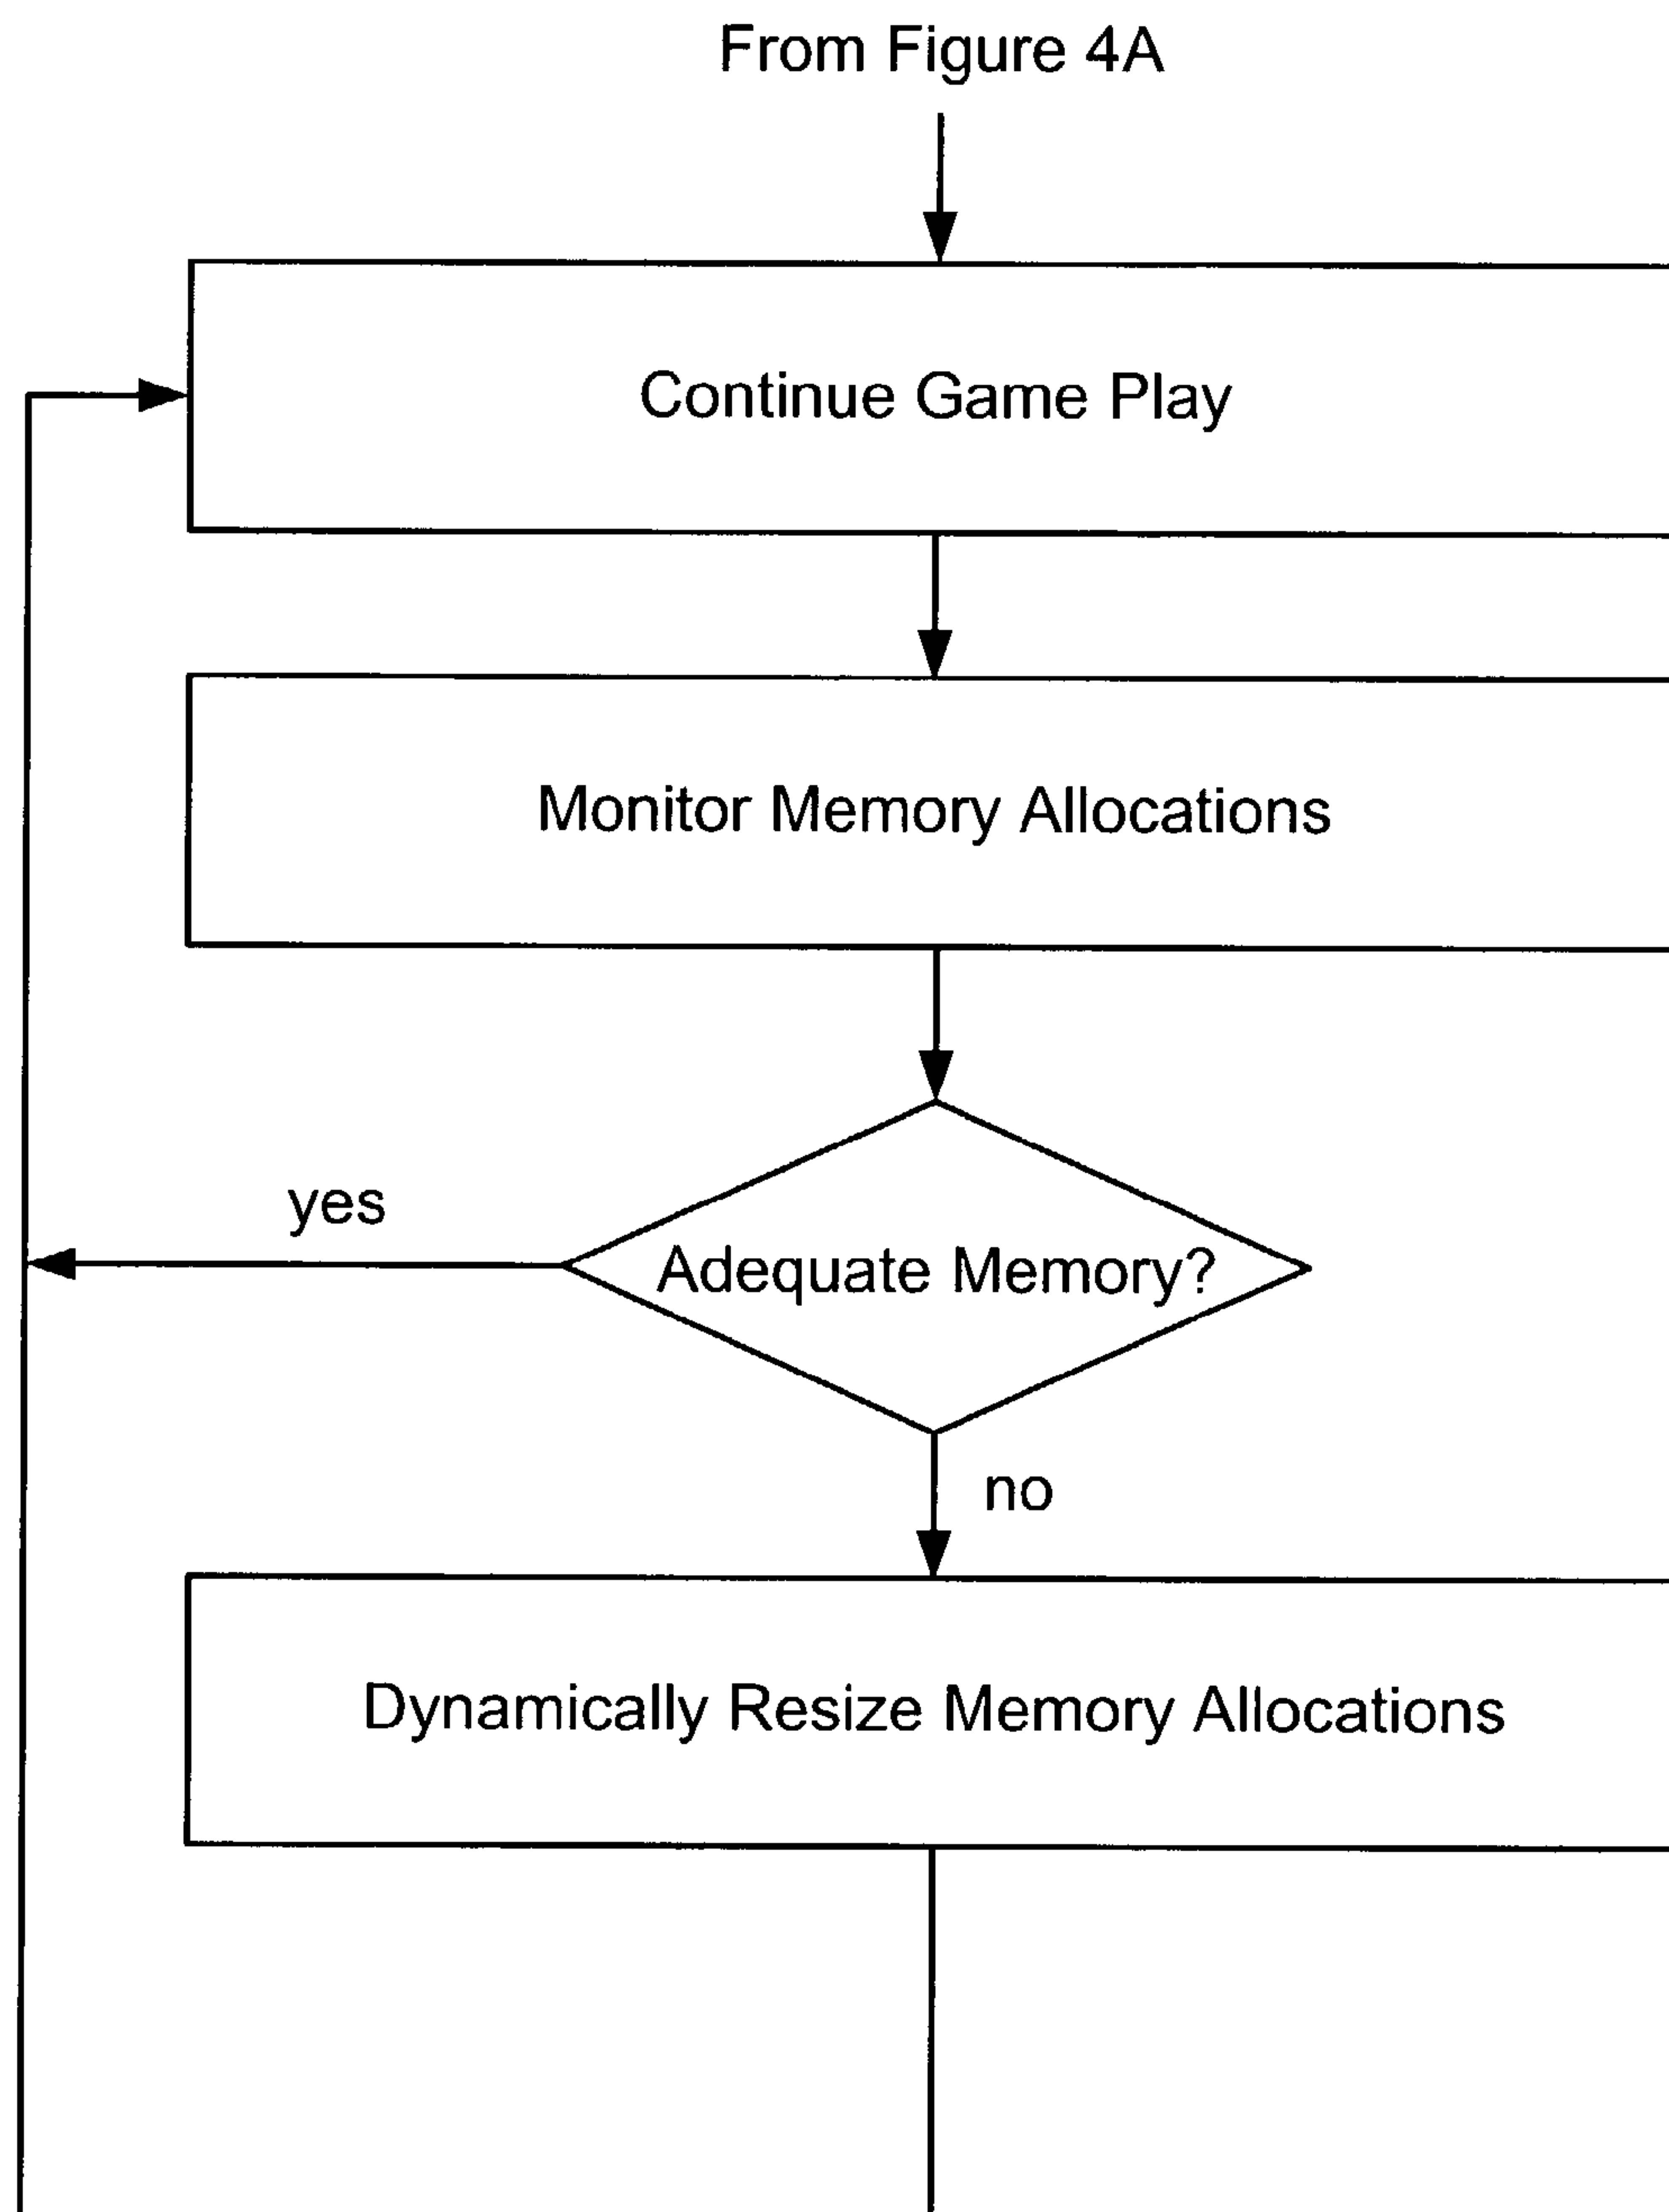 From Figure 4A
Continue Game Play
Monitor Memory Allocations
yes
Adequate Memory?
no
Dynamically Resize Memory Allocations